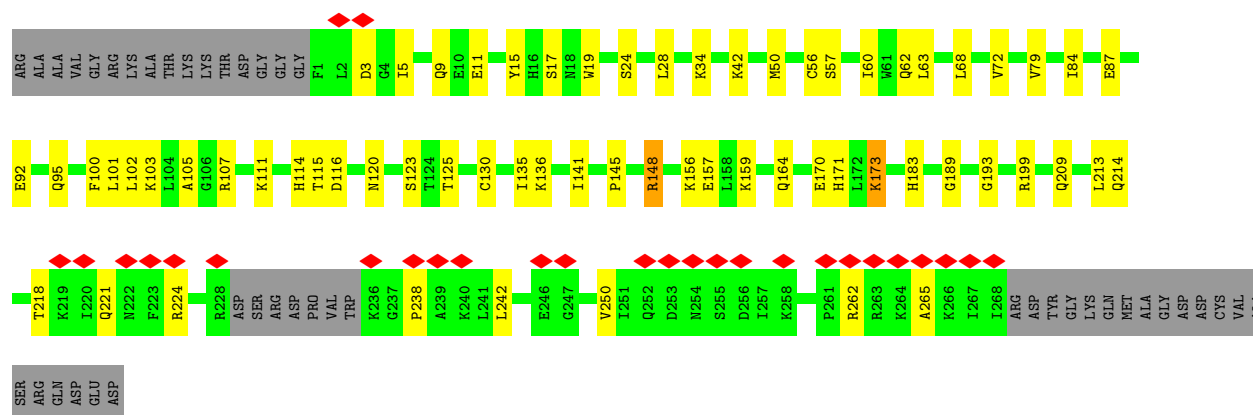 ARG ALA ALA VAL GLY ARG LYS ALA THR LYS LYS THR ASP GLY GLY GLY F1 L2 D3 G4 I5 Q9 E10 E11 Y15 H16 S17 N18 W19 S24 L28 K34 K42 M50 C56 S57 I60 W61 Q62 L63 L68 V72 V79 I84 E87
E92 Q95 F100 L101 L102 K103 L104 A105 G106 R107 K111 H114 T115 D116 N120 S123 T124 T125 C130 I135 K136 I141 P145 R148 K156 E157 L158 K159 Q164 E170 H171 L172 K173 H183 G189 G193 R199 Q209 L213 Q214
T218 K219 I220 Q221 N222 F223 R224 R228 ASP SER ARG ASP PRO VAL TRP K236 G237 P238 A239 K240 L241 L242 E246 G247 V250 I251 Q252 D253 N254 S255 D256 I257 K258 P261 R262 R263 K264 A265 K266 I267 I268 ARG ASP TYR GLY LYS GLN MET ALA GLY ASP ASP CYS VAL
SER ARG GLN ASP GLU ASP